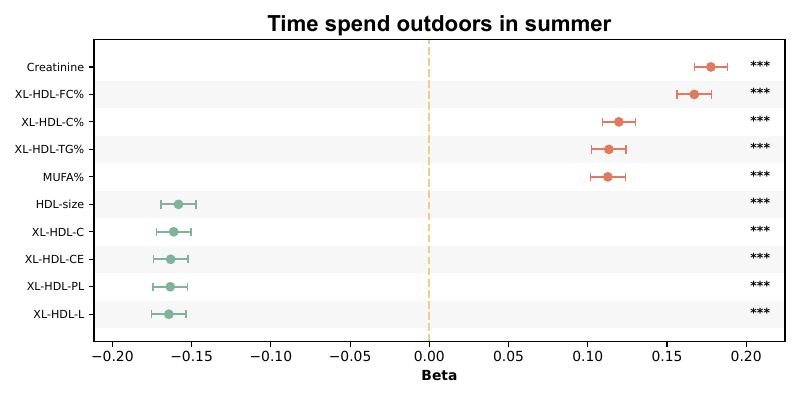 Time spend outdoors in summer
Creatinine ***
XL-HDL-FC% ***
XL-HDL-C% ***
XL-HDL-TG% ***
MUFA% ***
HDL-size ***
XL-HDL-C ***
XL-HDL-CE ***
XL-HDL-PL ***
XL-HDL-L ***
−0.20 −0.15 −0.10 −0.05 0.00 0.05 0.10 0.15 0.20
Beta